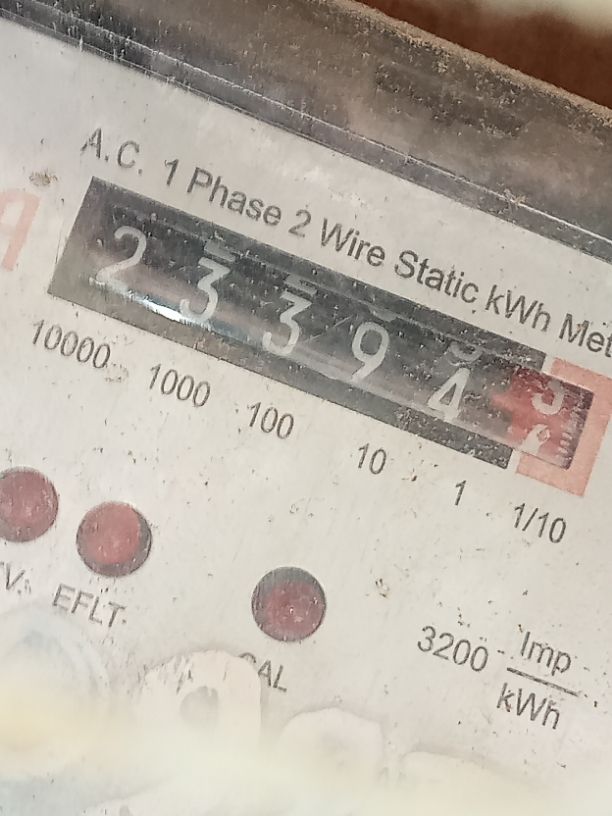 A.C. 1 Phase 2 Wire Static kWh Met
2 3 3 9 4
10000 1000 100 10 1 1/10
EFLT
CAL
3200 Imp
kWh